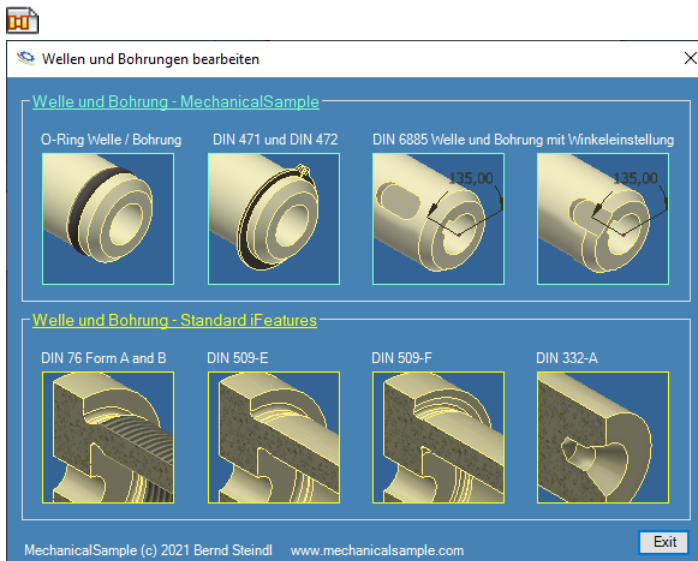 Wellen und Bohrungen bearbeiten
Welle und Bohrung - MechanicalSample
O-Ring Welle / Bohrung
DIN 471 und DIN 472
DIN 6885 Welle und Bohrung mit Winkeleinstellung
135,00
135,00
Welle und Bohrung - Standard iFeatures
DIN 76 Form A and B
DIN 509-E
DIN 509-F
DIN 332-A
Exit
MechanicalSample (c) 2021 Bernd Steindl www.mechanicalsample.com